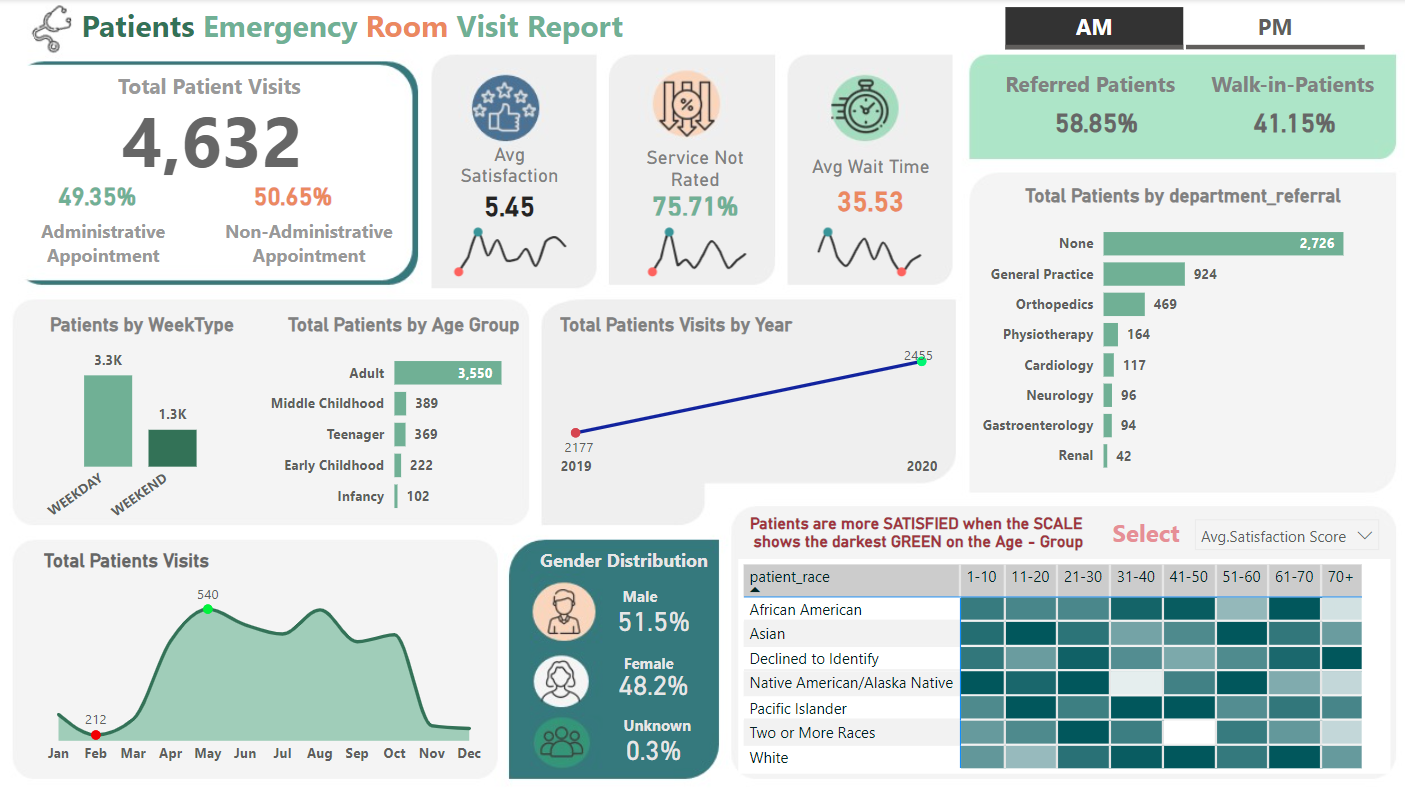 Patients Emergency Room Visit Report
AM
PM
Total Patient Visits
4,632
49.35%
50.65%
Administrative
Appointment
Non-Administrative
Appointment
Avg
Satisfaction
5.45
Service Not
Rated
75.71%
Avg Wait Time
35.53
Referred Patients
Walk-in-Patients
58.85%
41.15%
Total Patients by department_referral
None 2,726
General Practice 924
Orthopedics 469
Physiotherapy 164
Cardiology 117
Neurology 96
Gastroenterology 94
Renal 42
Patients by WeekType
3.3K
1.3K
WEEKDAY
WEEKEND
Total Patients by Age Group
Adult 3,550
Middle Childhood 389
Teenager 369
Early Childhood 222
Infancy 102
Total Patients Visits by Year
2455
2177
2019 2020
Total Patients Visits
540
212
Jan Feb Mar Apr May Jun Jul Aug Sep Oct Nov Dec
Gender Distribution
Male
51.5%
Female
48.2%
Unknown
0.3%
Patients are more SATISFIED when the SCALE
shows the darkest GREEN on the Age - Group
Select
Avg.Satisfaction Score
patient_race 1-10 11-20 21-30 31-40 41-50 51-60 61-70 70+
African American
Asian
Declined to Identify
Native American/Alaska Native
Pacific Islander
Two or More Races
White